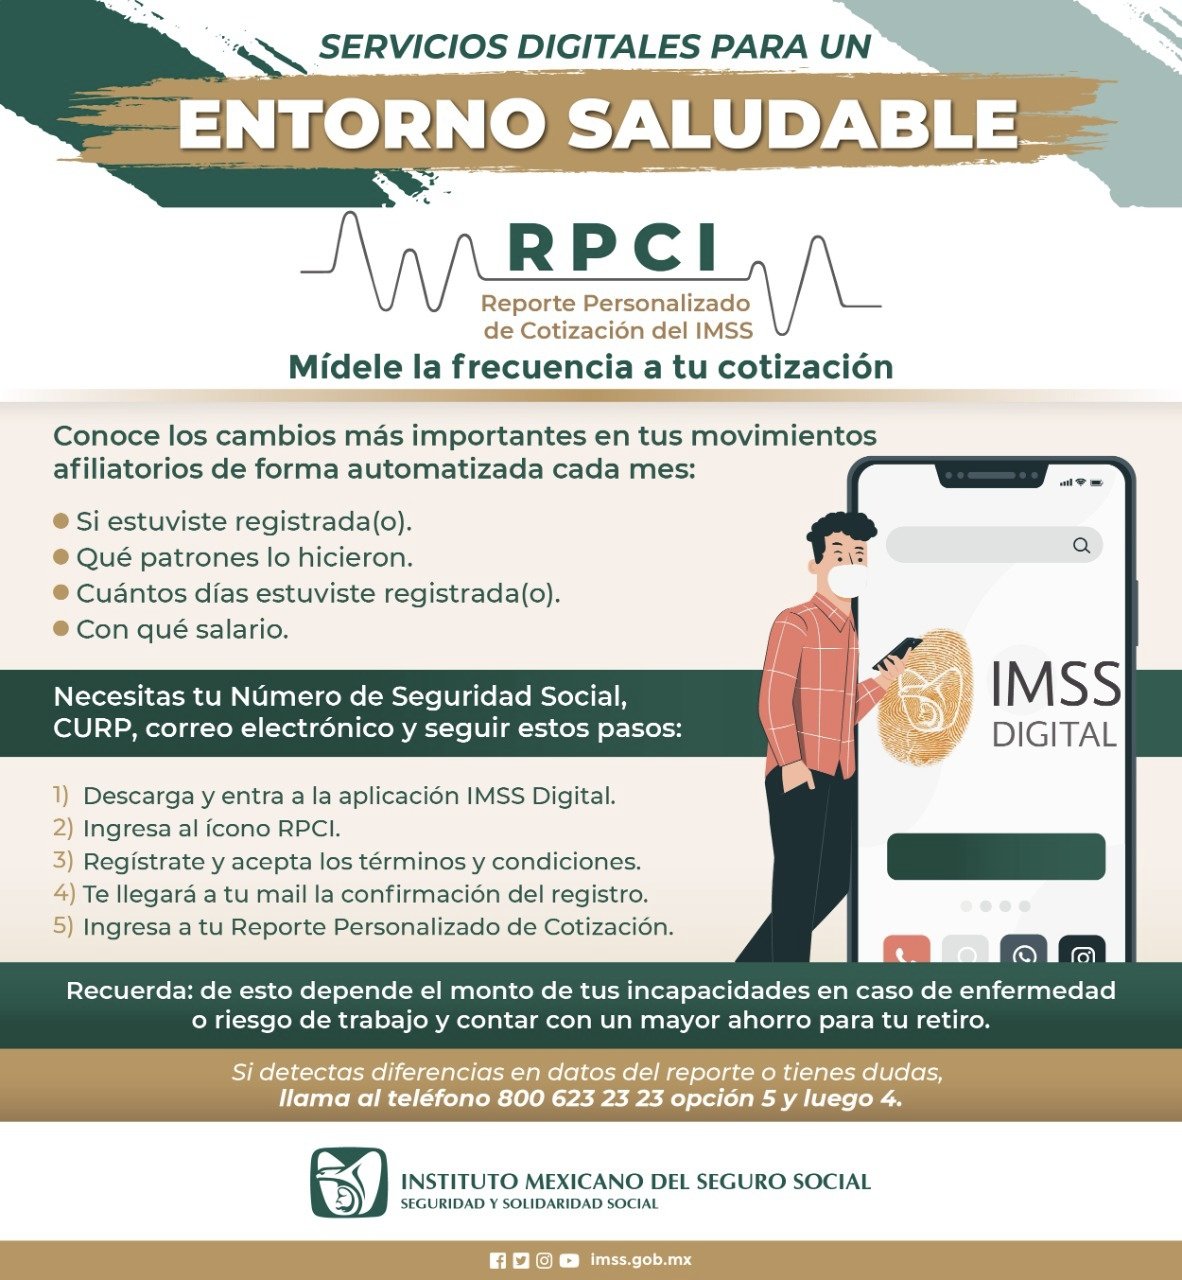 SERVICIOS DIGITALES PARA UN
ENTORNO SALUDABLE
RPCI
Reporte Personalizado
de Cotización del IMSS
Mídele la frecuencia a tu cotización
Conoce los cambios más importantes en tus movimientos
afiliatorios de forma automatizada cada mes:
Si estuviste registrada(o).
Qué patrones lo hicieron.
Cuántos días estuviste registrada(o).
Con qué salario.
IMSS
DIGITAL
Necesitas tu Número de Seguridad Social,
CURP, correo electrónico y seguir estos pasos:
1) Descarga y entra a la aplicación IMSS Digital.
2) Ingresa al ícono RPCI.
3) Regístrate y acepta los términos y condiciones.
4) Te llegará a tu mail la confirmación del registro.
5) Ingresa a tu Reporte Personalizado de Cotización.
Recuerda: de esto depende el monto de tus incapacidades en caso de enfermedad
o riesgo de trabajo y contar con un mayor ahorro para tu retiro.
Si detectas diferencias en datos del reporte o tienes dudas,
llama al teléfono 800 623 23 23 opción 5 y luego 4.
INSTITUTO MEXICANO DEL SEGURO SOCIAL
SEGURIDAD Y SOLIDARIDAD SOCIAL
imss.gob.mx